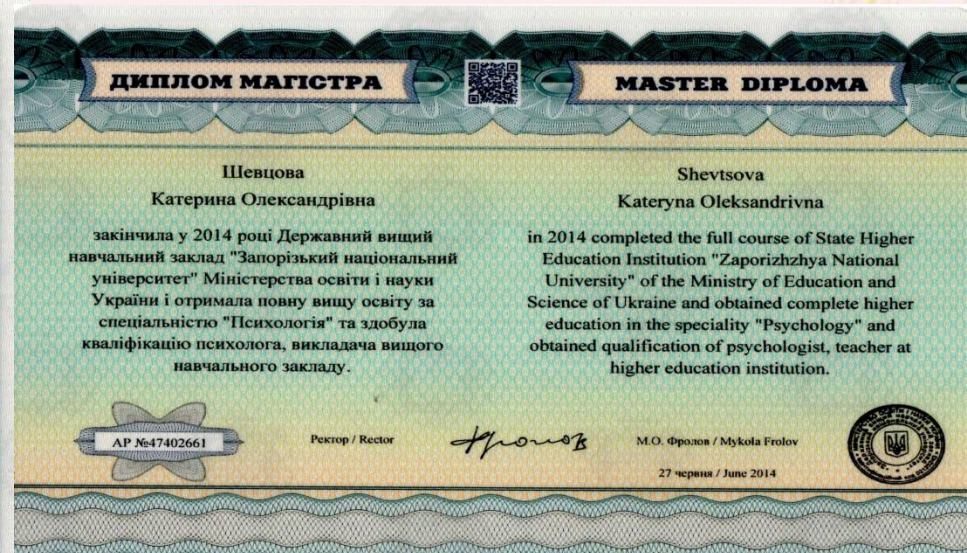 ДИПЛОМ МАГІСТРА
MASTER DIPLOMA
Шевцова
Катерина Олександрівна
закінчила у 2014 році Державний вищий
навчальний заклад "Запорізький національний
університет" Міністерства освіти і науки
України і отримала повну вищу освіту за
спеціальністю "Психологія" та здобула
кваліфікацію психолога, викладача вищого
навчального закладу.
Shevtsova
Kateryna Oleksandrivna
in 2014 completed the full course of State Higher
Education Institution "Zaporizhzhya National
University" of the Ministry of Education and
Science of Ukraine and obtained complete higher
education in the speciality "Psychology" and
obtained qualification of psychologist, teacher at
higher education institution.
АР №47402661
Ректор / Rector
М.О. Фролов / Mykola Frolov
27 червня / June 2014